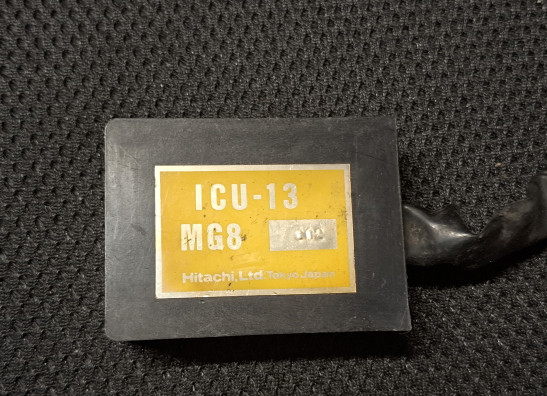 ICU-13
MG8
Hitachi, Ltd Tokyo Japan